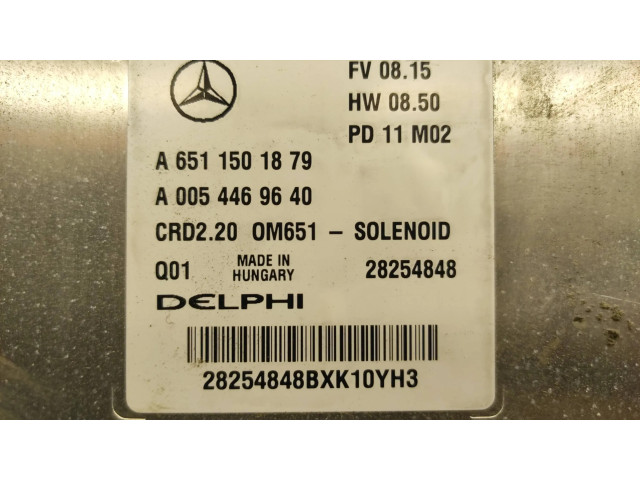 FV 08.15
HW 08.50
PD 11 M02
A 651 150 18 79
A 005 446 96 40
CRD2.20 OM651 – SOLENOID
Q01 MADE IN HUNGARY 28254848
DELPHI
28254848BXK10YH3